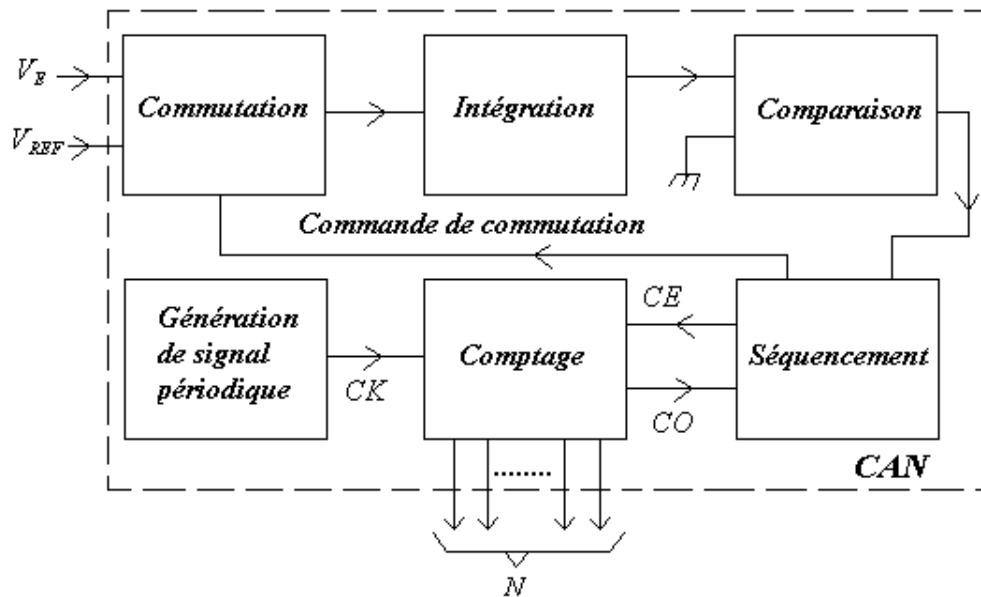 V_E
V_REF
Commutation
Intégration
Comparaison
Commande de commutation
Génération
de signal
périodique
CK
Comptage
CE
CO
Séquencement
CAN
........
N